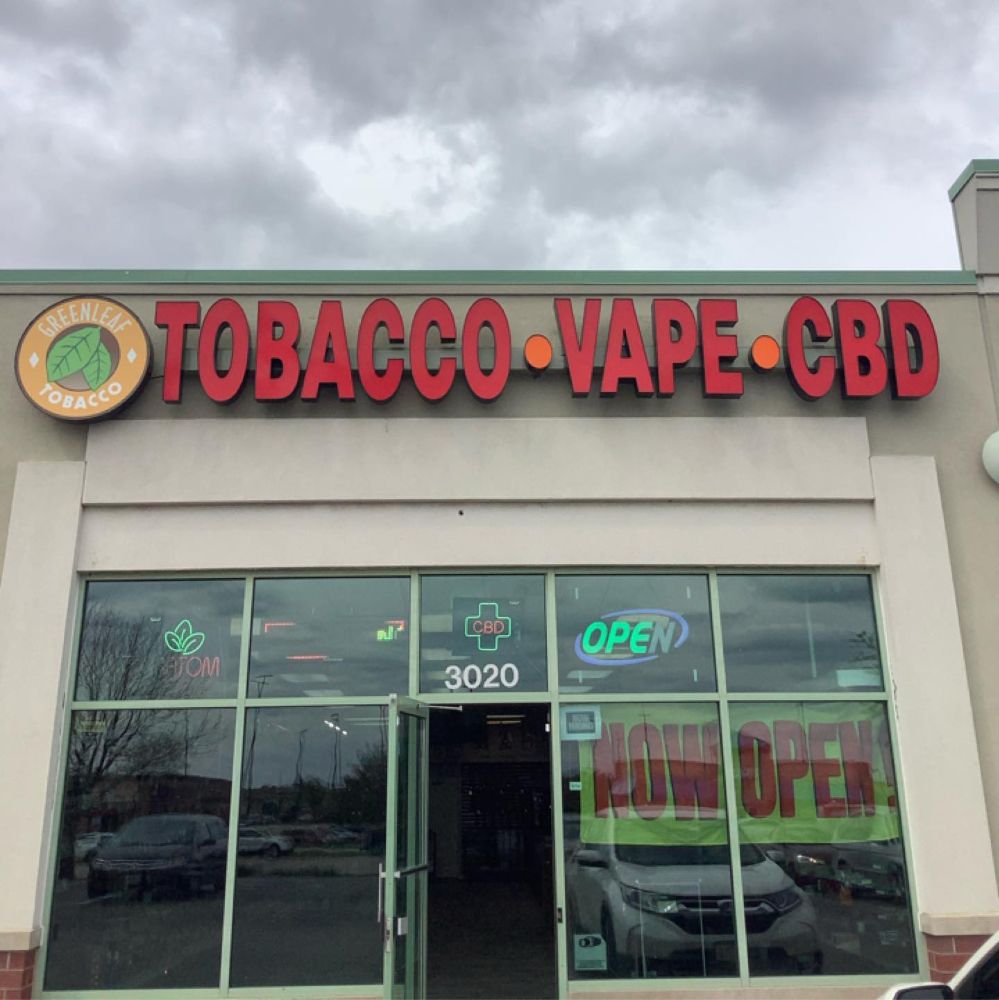 GREENLEAF
TOBACCO
TOBACCO • VAPE • CBD
CBD
OPEN
3020
NOW OPEN!